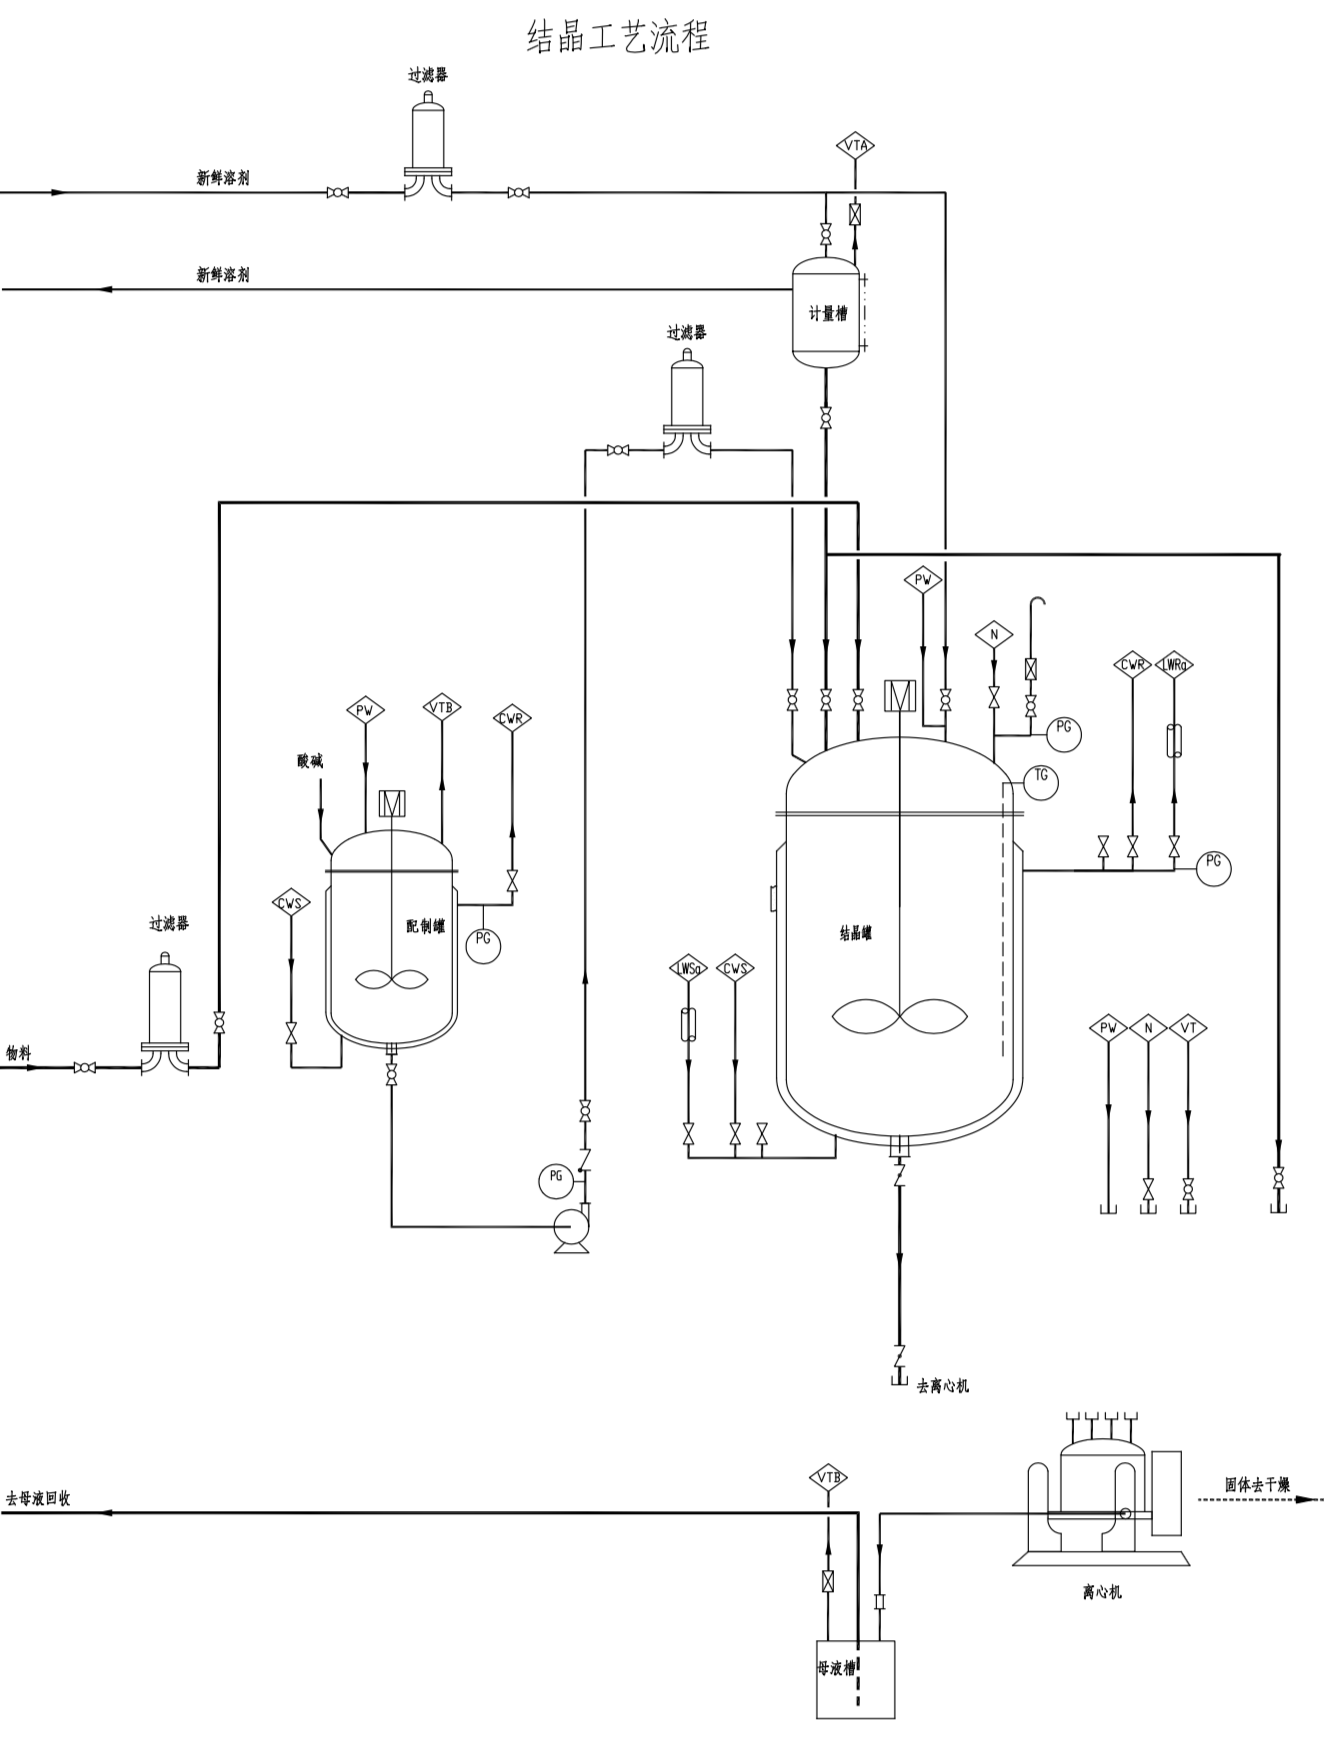 结晶工艺流程
过滤器
VTA
新鲜溶剂
新鲜溶剂
计量槽
过滤器
PW
N
CWR
LWRa
PG
TG
PW
VTB
CWR
酸碱
PG
CWS
过滤器
配制罐
PG
结晶罐
LWSa
CWS
物料
PW
N
VT
PG
去离心机
VTB
去母液回收
固体去干燥
离心机
母液槽